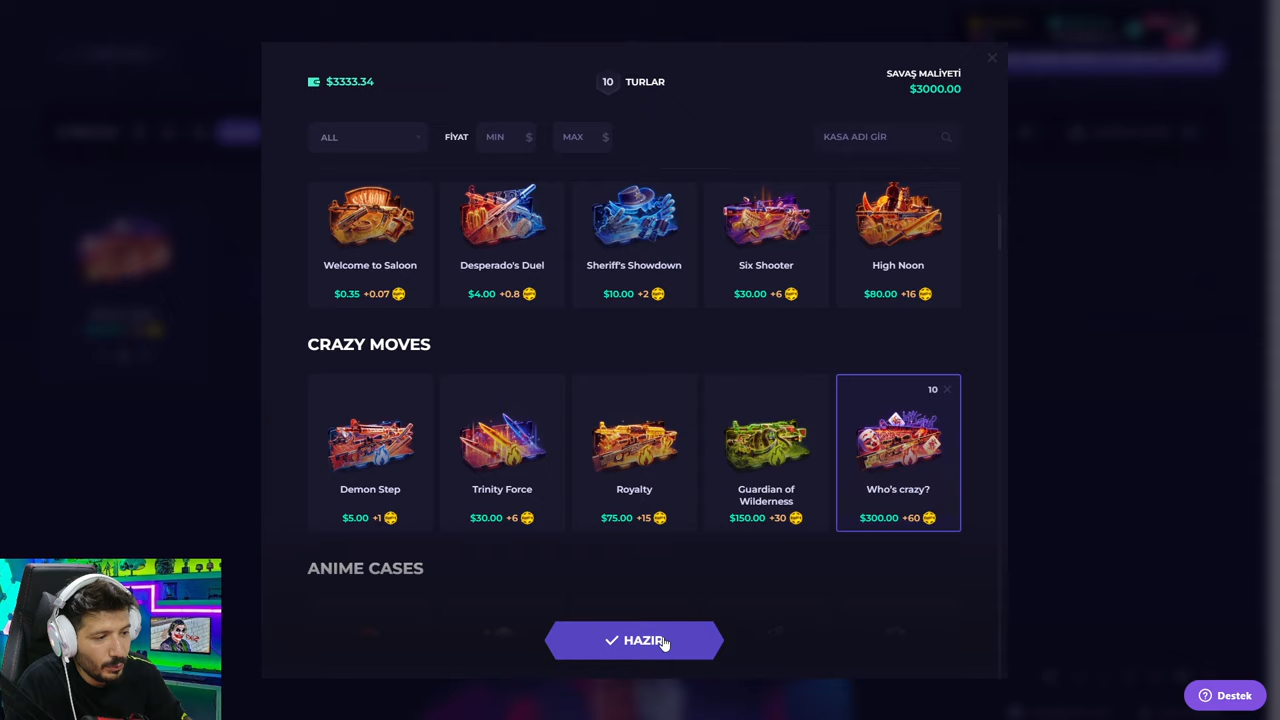 $3333.34
10 TURLAR
SAVAŞ MALİYETİ
$3000.00
ALL
FİYAT
MIN $
MAX $
KASA ADI GİR
Welcome to Saloon
$0.35 +0.07
Desperado's Duel
$4.00 +0.8
Sheriff's Showdown
$10.00 +2
Six Shooter
$30.00 +6
High Noon
$80.00 +16
CRAZY MOVES
Demon Step
$5.00 +1
Trinity Force
$30.00 +6
Royalty
$75.00 +15
Guardian of
Wilderness
$150.00 +30
10
Who's crazy?
$300.00 +60
ANIME CASES
HAZIR
Destek